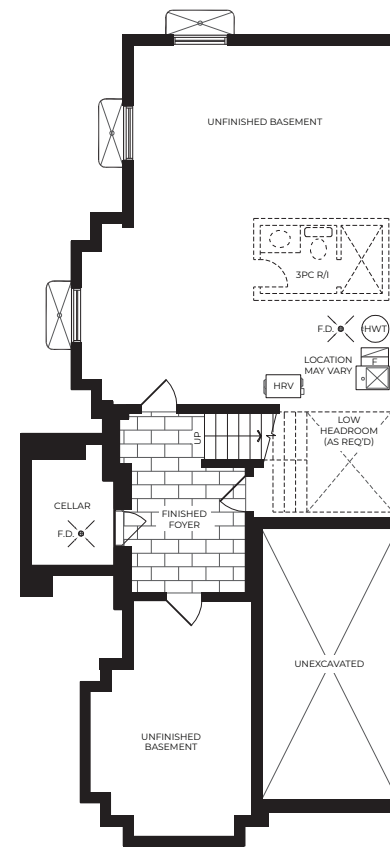 UNFINISHED BASEMENT
3PC R/I
F.D.
HWT
LOCATION
MAY VARY
F
HRV
UP
LOW
HEADROOM
(AS REQ'D)
CELLAR
F.D.
FINISHED
FOYER
UNEXCAVATED
UNFINISHED
BASEMENT